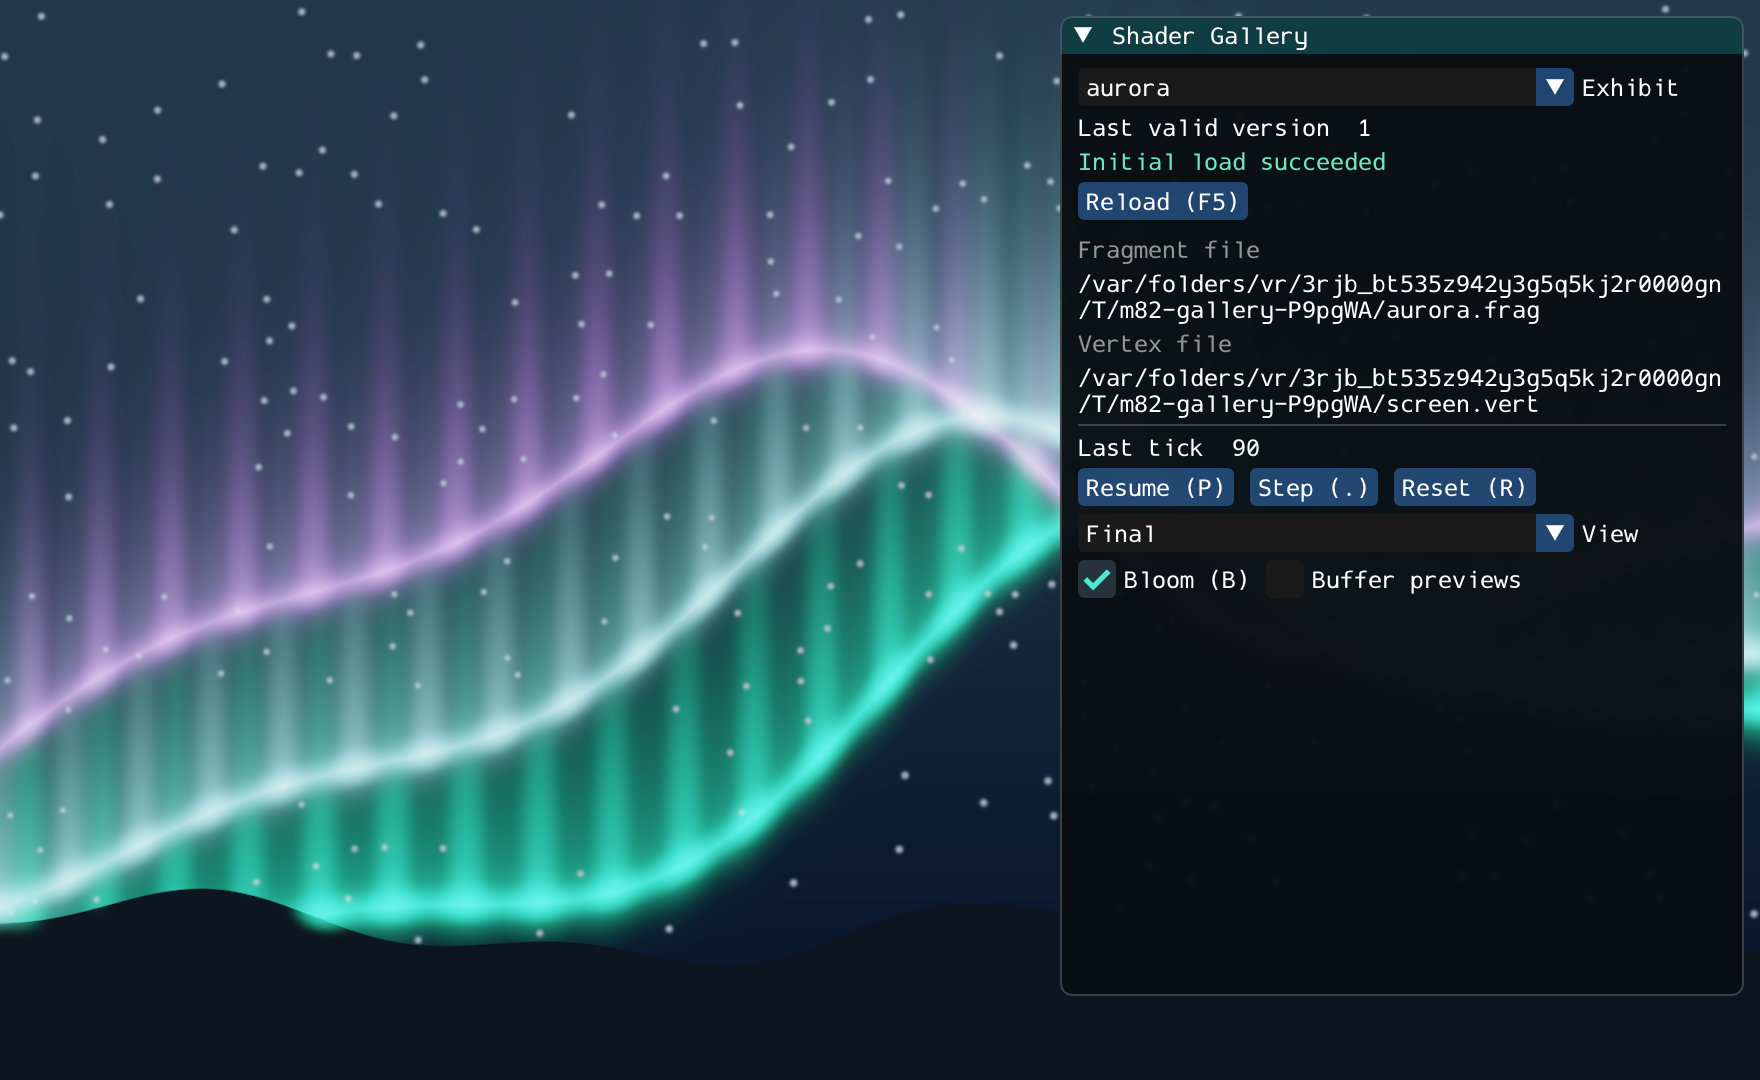 Shader Gallery
aurora Exhibit
Last valid version 1
Initial load succeeded
Reload (F5)
Fragment file
/var/folders/vr/3rjb_bt535z942y3g5q5kj2r0000gn
/T/m82-gallery-P9pgWA/aurora.frag
Vertex file
/var/folders/vr/3rjb_bt535z942y3g5q5kj2r0000gn
/T/m82-gallery-P9pgWA/screen.vert
Last tick 90
Resume (P) Step (.) Reset (R)
Final View
Bloom (B) Buffer previews